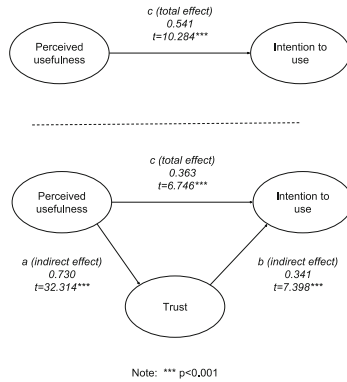 c (total effect)
0.541
t=10.284***
Perceived
usefulness
Intention to
use
c (total effect)
0.363
t=6.746***
Perceived
usefulness
Intention to
use
a (indirect effect)
0.730
t=32.314***
b (indirect effect)
0.341
t=7.398***
Trust
Note: *** p<0.001